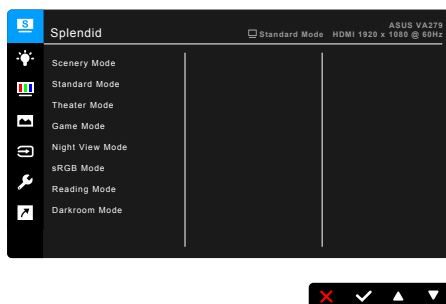 S
Splendid
Standard Mode
ASUS VA279
HDMI 1920 x 1080 @ 60Hz
Scenery Mode
Standard Mode
Theater Mode
Game Mode
Night View Mode
sRGB Mode
Reading Mode
Darkroom Mode